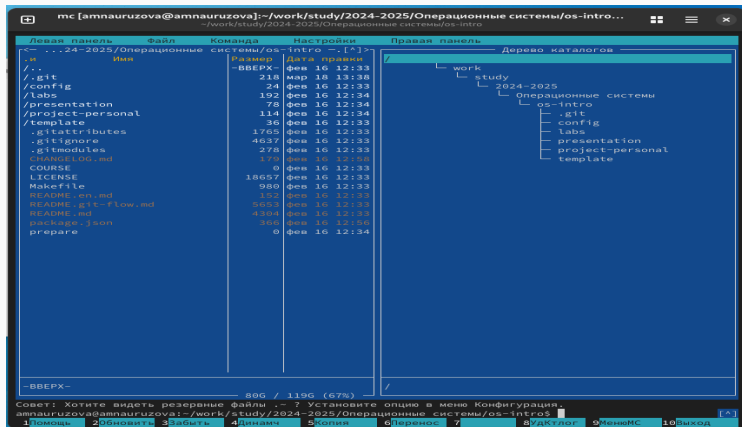 mc [amnauruzova@amnauruzova]:~/work/study/2024-2025/Операционные системы/os-intro...
~/work/study/2024-2025/Операционные системы/os-intro
Левая панель Файл Команда Настройки Правая панель
<— ...24-2025/Операционные системы/os-intro —.[^]>
.и Имя Размер Дата правки
/.. -ВВЕРХ- фев 16 12:33
/.git 218 мар 18 13:38
/config 24 фев 16 12:33
/labs 192 фев 16 12:34
/presentation 78 фев 16 12:34
/project-personal 114 фев 16 12:34
/template 36 фев 16 12:33
.gitattributes 1765 фев 16 12:33
.gitignore 4637 фев 16 12:33
.gitmodules 278 фев 16 12:33
CHANGELOG.md 179 фев 16 12:58
COURSE 0 фев 16 12:33
LICENSE 18657 фев 16 12:33
Makefile 980 фев 16 12:33
README.en.md 152 фев 16 12:33
README.git-flow.md 5653 фев 16 12:33
README.md 4304 фев 16 12:33
package.json 366 фев 16 12:56
prepare 0 фев 16 12:34
-ВВЕРХ-
80G / 119G (67%)
Дерево каталогов
/
work
study
2024-2025
Операционные системы
os-intro
.git
config
labs
presentation
project-personal
template
/
Совет: Хотите видеть резервные файлы .~ ? Установите опцию в меню Конфигурация.
amnauruzova@amnauruzova:~/work/study/2024-2025/Операционные системы/os-intro$ [^]
1Помощь 2Обновить 3Забыть 4Динамч 5Копия 6Перенос 7 8УдКтлог 9МенюMC 10Выход